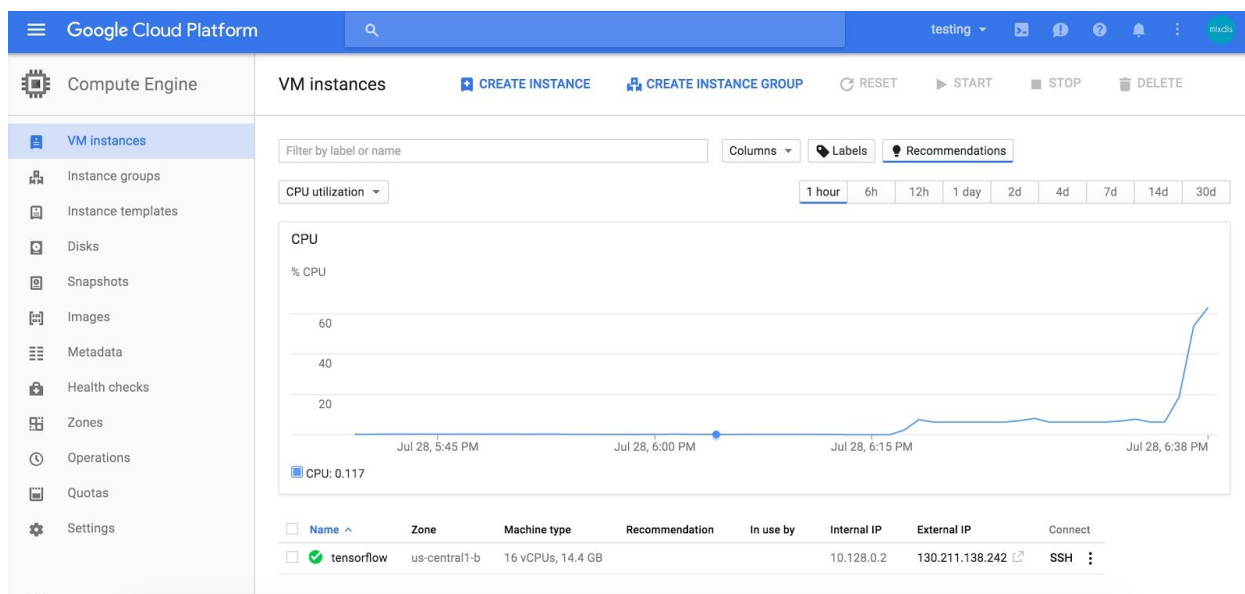 Google Cloud Platform
testing
mixdis
Compute Engine
VM instances
CREATE INSTANCE
CREATE INSTANCE GROUP
RESET
START
STOP
DELETE
VM instances
Instance groups
Instance templates
Disks
Snapshots
Images
Metadata
Health checks
Zones
Operations
Quotas
Settings
Filter by label or name
Columns
Labels
Recommendations
CPU utilization
1 hour 6h 12h 1 day 2d 4d 7d 14d 30d
CPU
% CPU
60
40
20
Jul 28, 5:45 PM Jul 28, 6:00 PM Jul 28, 6:15 PM Jul 28, 6:38 PM
CPU: 0.117
Name Zone Machine type Recommendation In use by Internal IP External IP Connect
tensorflow us-central1-b 16 vCPUs, 14.4 GB 10.128.0.2 130.211.138.242 SSH